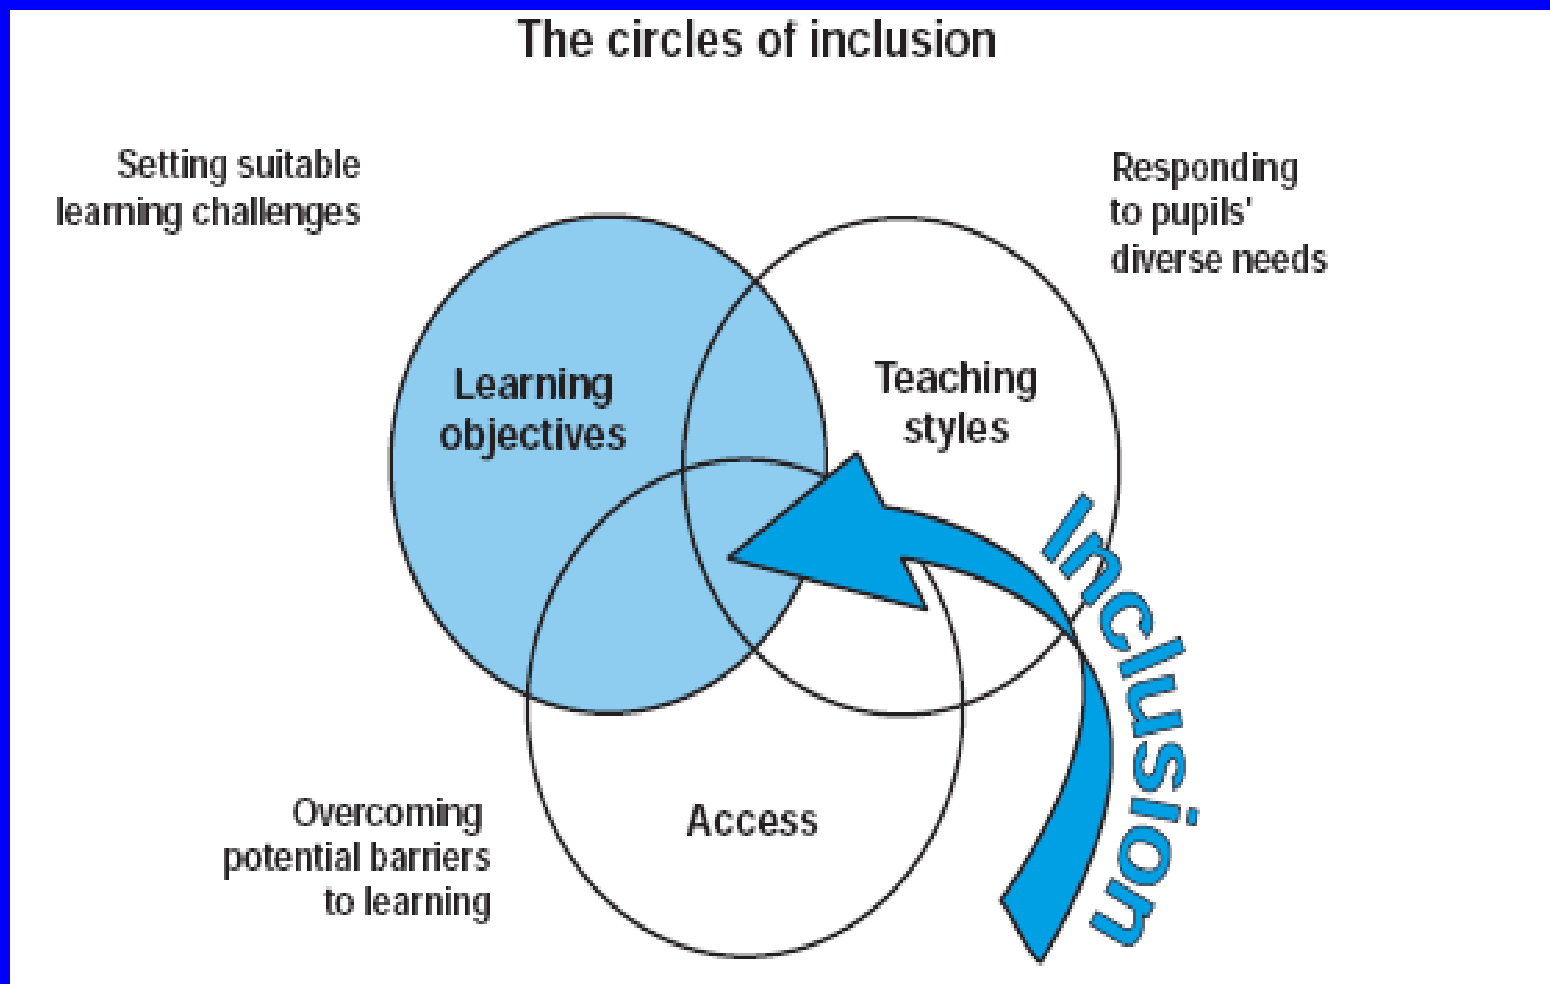 The circles of inclusion
Setting suitable
learning challenges
Responding
to pupils'
diverse needs
Learning
objectives
Teaching
styles
Inclusion
Access
Overcoming
potential barriers
to learning